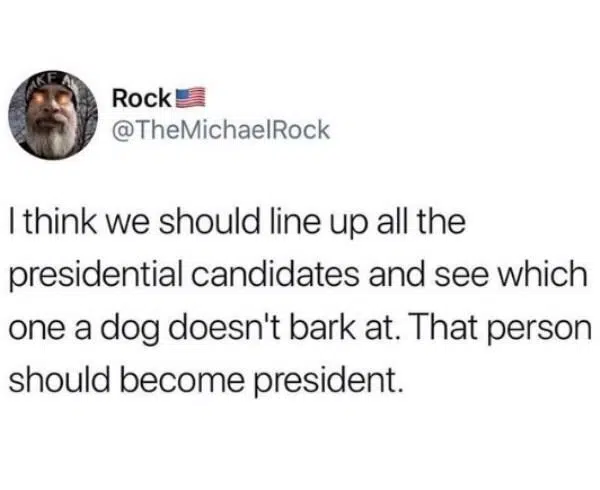 Rock
@TheMichaelRock
I think we should line up all the
presidential candidates and see which
one a dog doesn't bark at. That person
should become president.